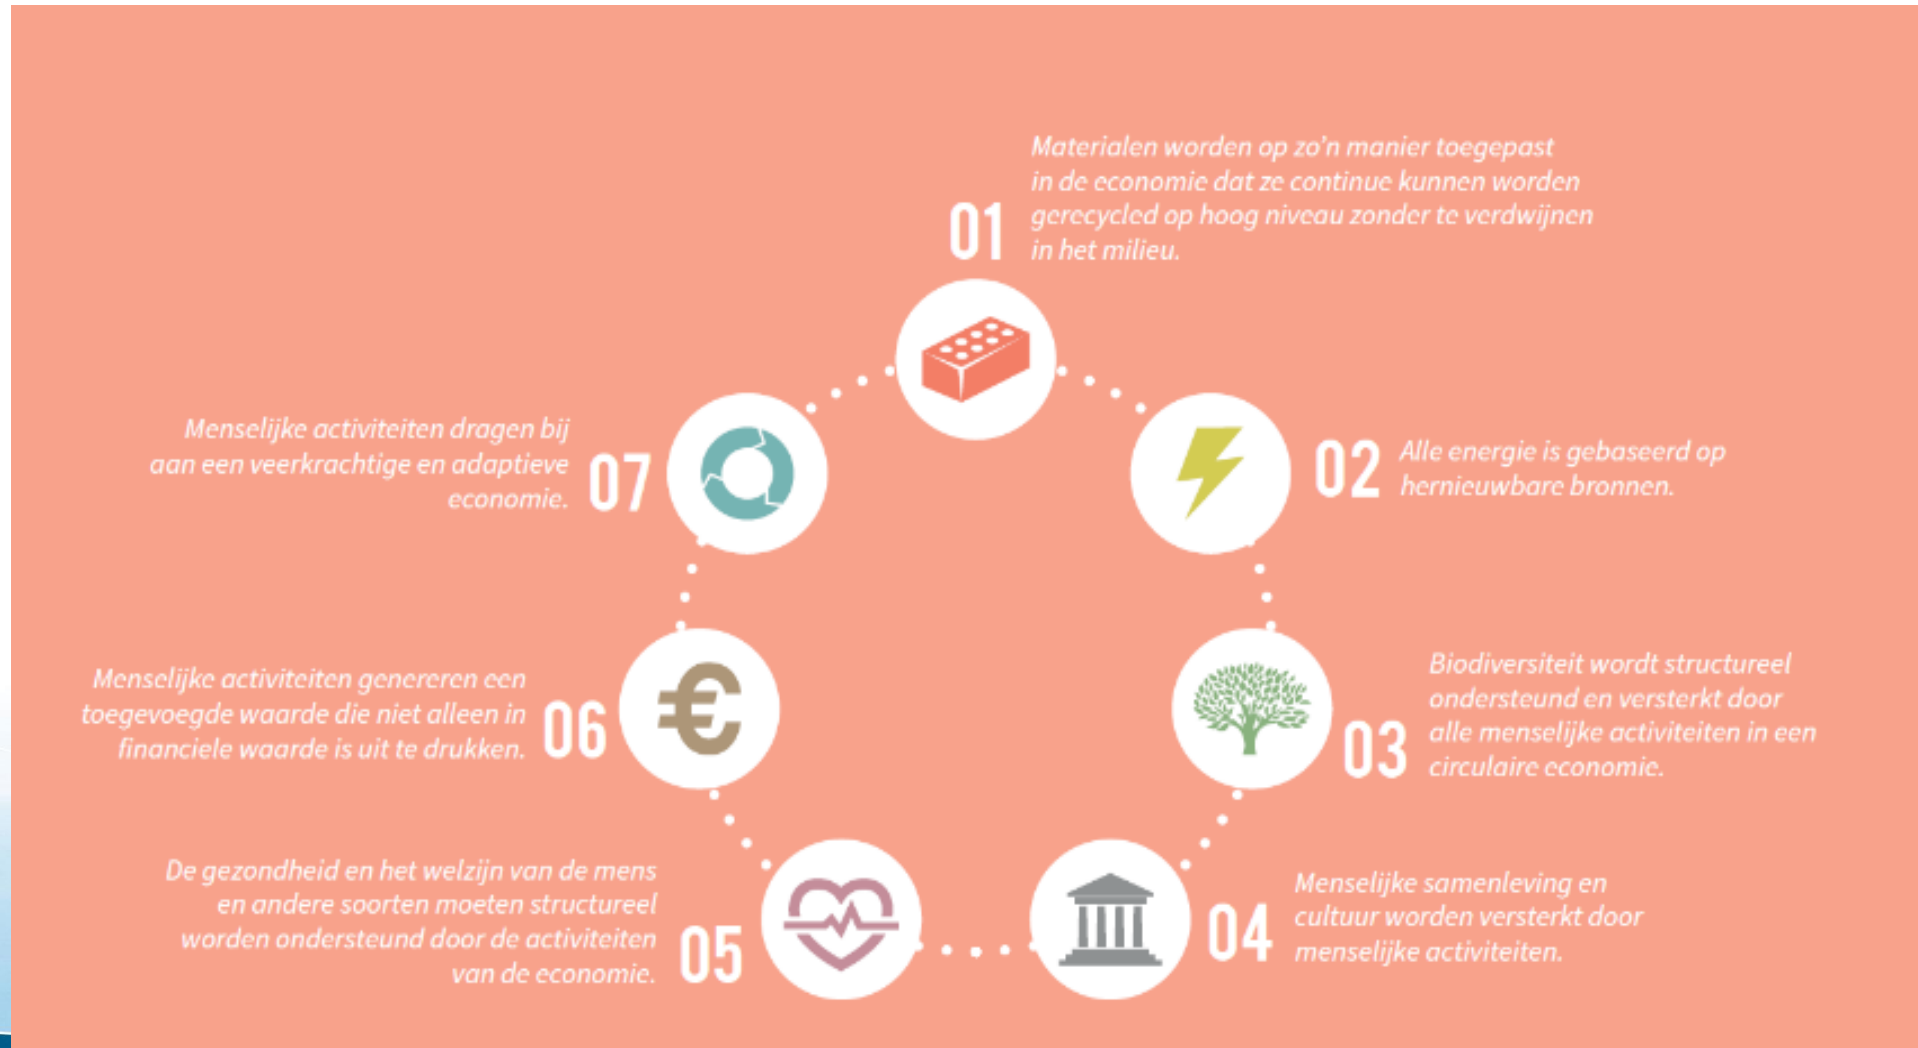 01
Materialen worden op zo'n manier toegepast
in de economie dat ze continue kunnen worden
gerecycled op hoog niveau zonder te verdwijnen
in het milieu.
02
Alle energie is gebaseerd op
hernieuwbare bronnen.
03
Biodiversiteit wordt structureel
ondersteund en versterkt door
alle menselijke activiteiten in een
circulaire economie.
04
Menselijke samenleving en
cultuur worden versterkt door
menselijke activiteiten.
05
De gezondheid en het welzijn van de mens
en andere soorten moeten structureel
worden ondersteund door de activiteiten
van de economie.
06
Menselijke activiteiten genereren een
toegevoegde waarde die niet alleen in
financiele waarde is uit te drukken.
07
Menselijke activiteiten dragen bij
aan een veerkrachtige en adaptieve
economie.